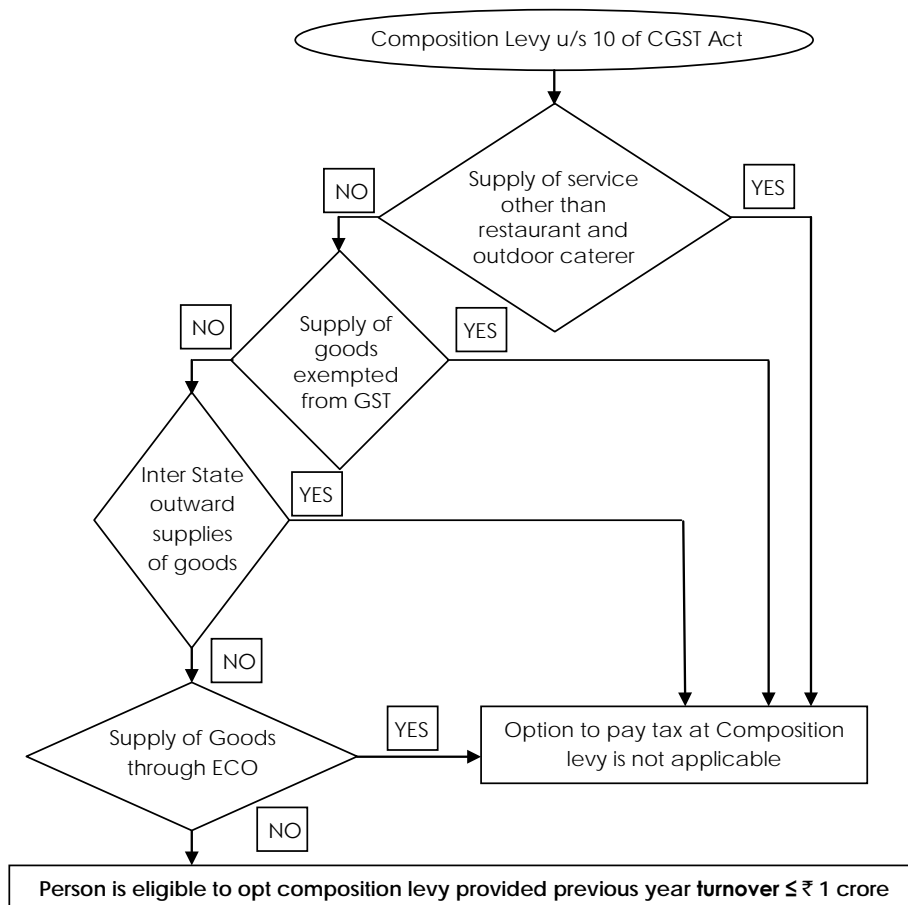 Composition Levy u/s 10 of CGST Act
Supply of service
other than
restaurant and
outdoor caterer
NO
YES
Supply of
goods
exempted
from GST
NO
YES
Inter State
outward
supplies
of goods
YES
NO
Supply of Goods
through ECO
YES
Option to pay tax at Composition
levy is not applicable
NO
Person is eligible to opt composition levy provided previous year turnover ≤ ₹ 1 crore